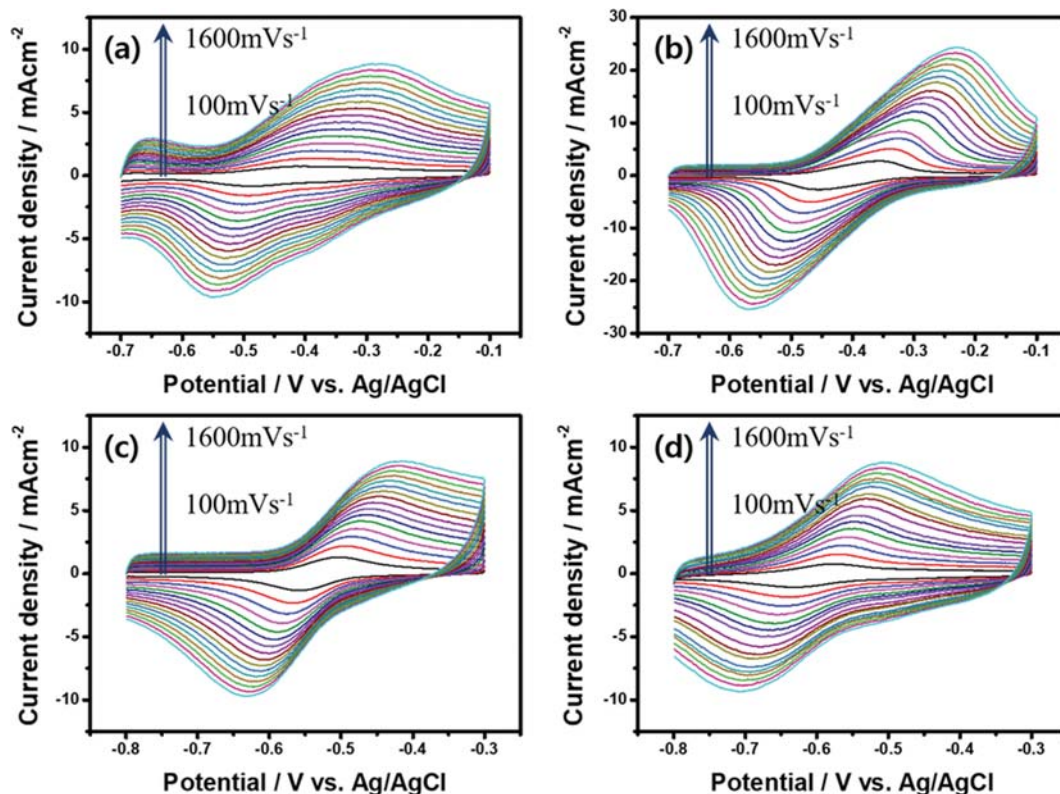 (a)
1600mVs⁻¹
100mVs⁻¹
Current density / mAcm⁻²
10
5
0
-5
-10
-0.7 -0.6 -0.5 -0.4 -0.3 -0.2 -0.1
Potential / V vs. Ag/AgCl
(b)
1600mVs⁻¹
100mVs⁻¹
Current density / mAcm⁻²
30
20
10
0
-10
-20
-30
-0.7 -0.6 -0.5 -0.4 -0.3 -0.2 -0.1
Potential / V vs. Ag/AgCl
(c)
1600mVs⁻¹
100mVs⁻¹
Current density / mAcm⁻²
10
5
0
-5
-10
-0.8 -0.7 -0.6 -0.5 -0.4 -0.3
Potential / V vs. Ag/AgCl
(d)
1600mVs⁻¹
100mVs⁻¹
Current density / mAcm⁻²
10
5
0
-5
-10
-0.8 -0.7 -0.6 -0.5 -0.4 -0.3
Potential / V vs. Ag/AgCl